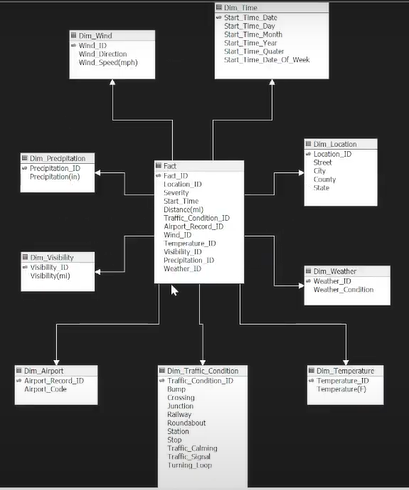 Dim_Time
Start_Time_Date
Start_Time_Day
Start_Time_Month
Start_Time_Year
Start_Time_Quater
Start_Time_Date_Of_Week
Dim_Wind
Wind_ID
Wind_Direction
Wind_Speed(mph)
Dim_Precipitation
Precipitation_ID
Precipitation(in)
Fact
Fact_ID
Location_ID
Severity
Start_Time
Distance(mi)
Traffic_Condition_ID
Airport_Record_ID
Wind_ID
Temperature_ID
Visibility_ID
Precipitation_ID
Weather_ID
Dim_Location
Location_ID
Street
City
County
State
Dim_Visibility
Visibility_ID
Visibility(mi)
Dim_Weather
Weather_ID
Weather_Condition
Dim_Airport
Airport_Record_ID
Airport_Code
Dim_Traffic_Condition
Traffic_Condition_ID
Bump
Crossing
Junction
Railway
Roundabout
Station
Stop
Traffic_Calming
Traffic_Signal
Turning_Loop
Dim_Temperature
Temperature_ID
Temperature(F)